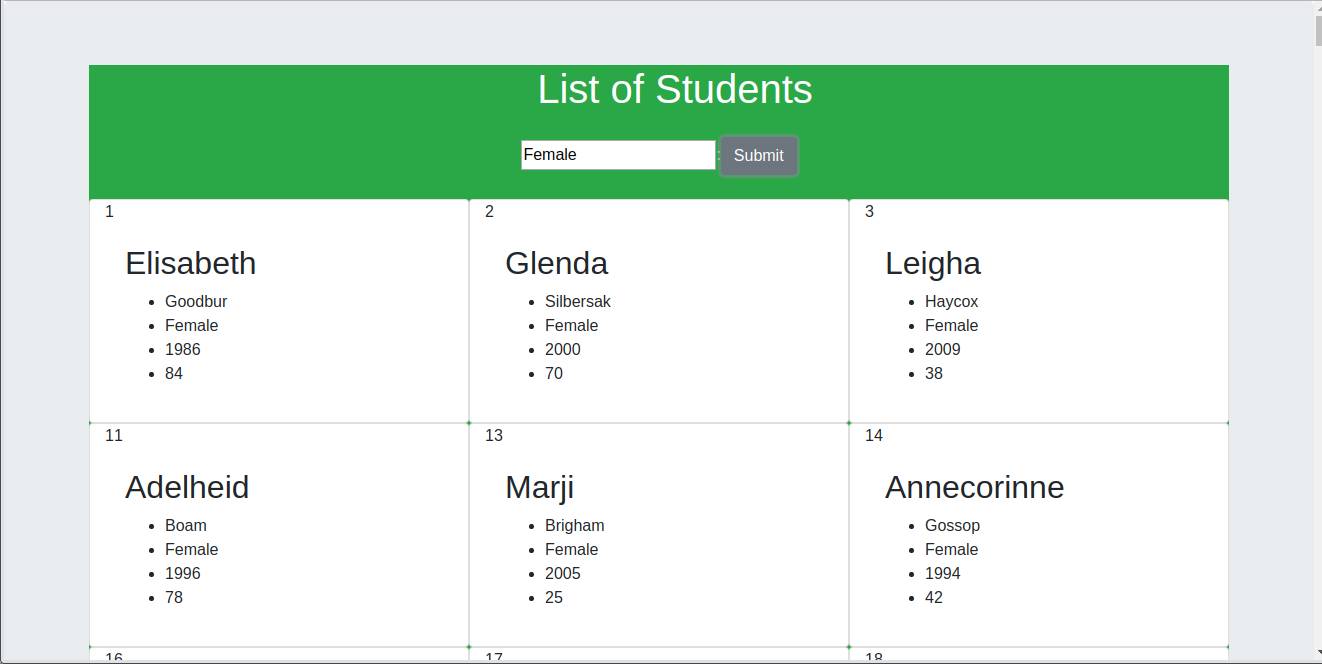 List of Students
Female : Submit
1
Elisabeth
Goodbur
Female
1986
84
2
Glenda
Silbersak
Female
2000
70
3
Leigha
Haycox
Female
2009
38
11
Adelheid
Boam
Female
1996
78
13
Marji
Brigham
Female
2005
25
14
Annecorinne
Gossop
Female
1994
42
16
17
18